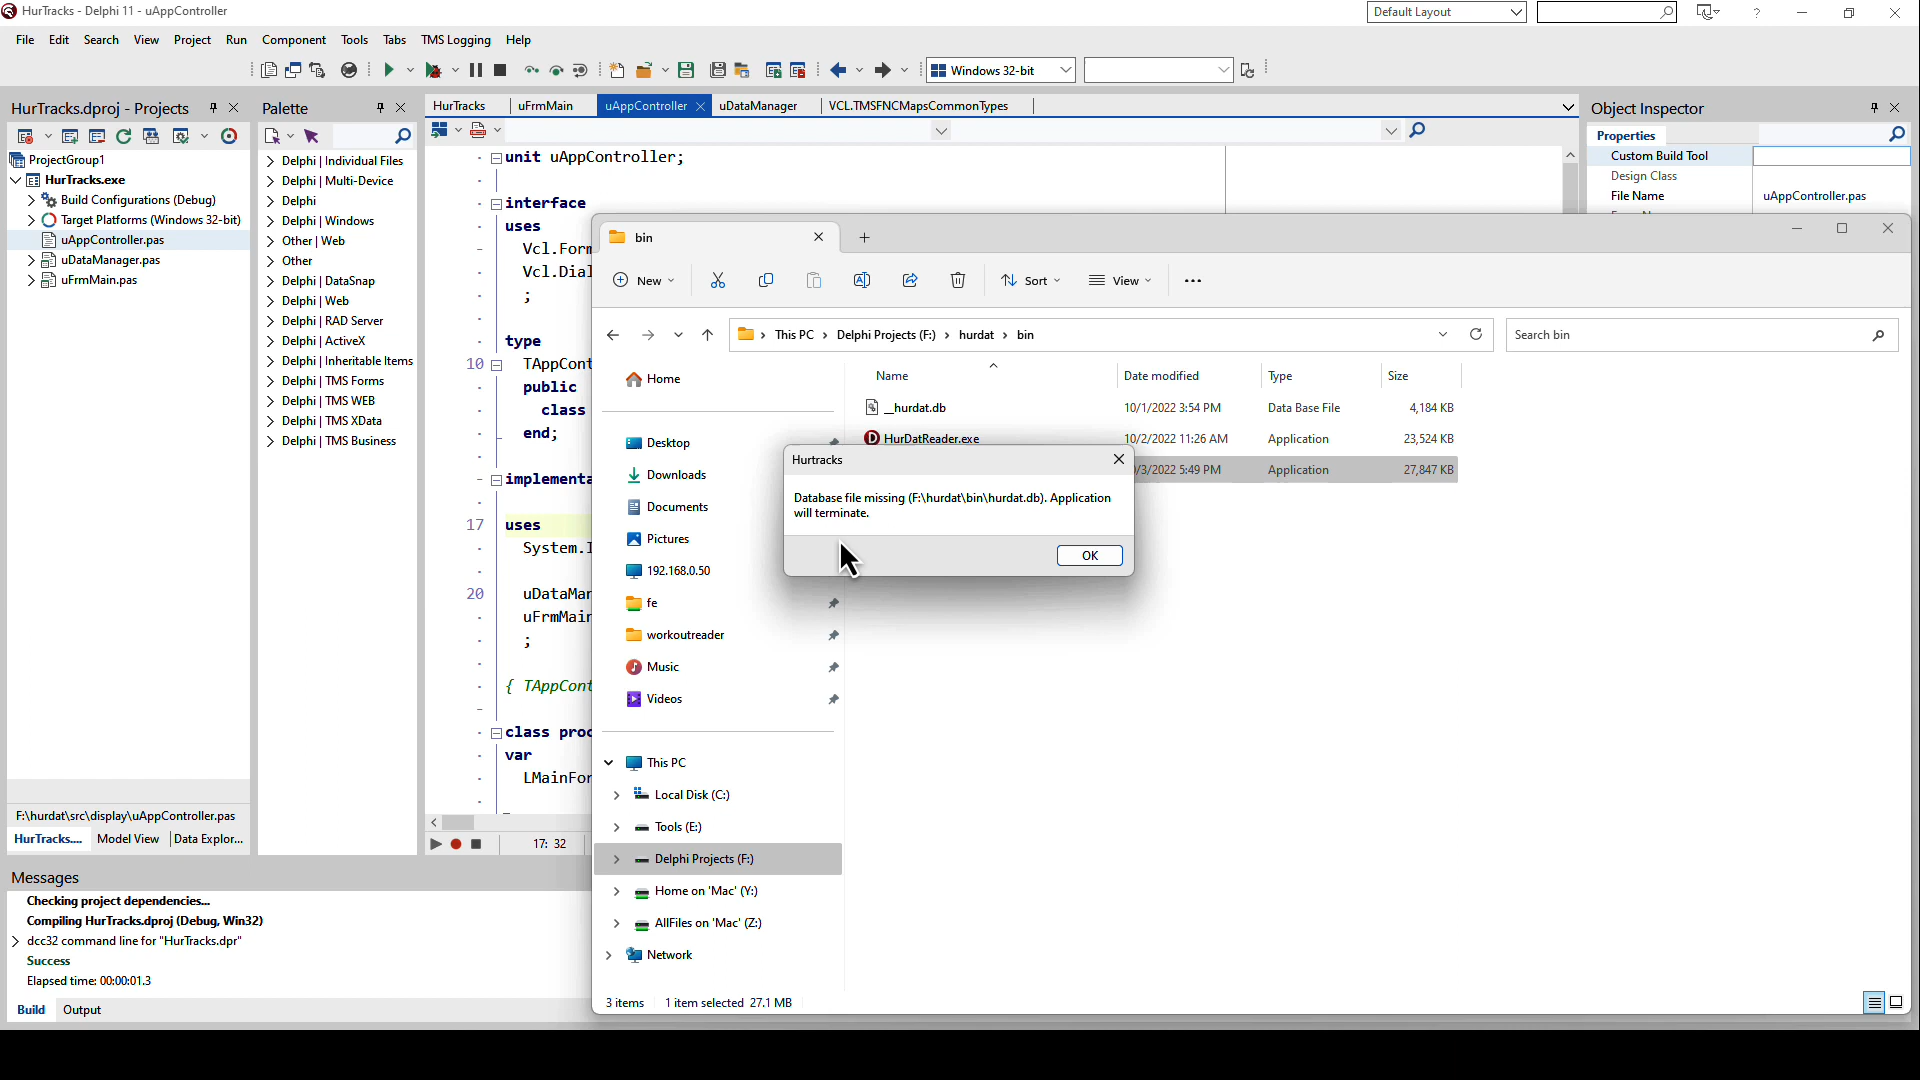 HurTracks - Delphi 11 - uAppController
Default Layout
File Edit Search View Project Run Component Tools Tabs TMS Logging Help
Windows 32-bit
HurTracks.dproj - Projects
ProjectGroup1
HurTracks.exe
Build Configurations (Debug)
Target Platforms (Windows 32-bit)
uAppController.pas
uDataManager.pas
uFrmMain.pas
F:\hurdat\src\display\uAppController.pas
HurTracks.... Model View Data Explor...
Palette
Delphi | Individual Files
Delphi | Multi-Device
Delphi
Delphi | Windows
Other | Web
Other
Delphi | DataSnap
Delphi | Web
Delphi | RAD Server
Delphi | ActiveX
Delphi | Inheritable Items
Delphi | TMS Forms
Delphi | TMS WEB
Delphi | TMS XData
Delphi | TMS Business
HurTracks uFrmMain uAppController uDataManager VCL.TMSFNCMapsCommonTypes
unit uAppController;
interface
uses
Vcl.Form
Vcl.Dial
;
type
10 TAppCont
public
class
end;
implementa
17 uses
System.I
20 uDataMan
uFrmMain
;
{ TAppCont
class proc
var
LMainFor
17: 32
Object Inspector
Properties
Custom Build Tool
Design Class
File Name uAppController.pas
bin
New
Sort
View
This PC > Delphi Projects (F:) > hurdat > bin
Search bin
Home
Desktop
Downloads
Documents
Pictures
192.168.0.50
fe
workoutreader
Music
Videos
This PC
Local Disk (C:)
Tools (E:)
Delphi Projects (F:)
Home on 'Mac' (Y:)
AllFiles on 'Mac' (Z:)
Network
Name Date modified Type Size
__hurdat.db 10/1/2022 3:54 PM Data Base File 4,184 KB
HurDatReader.exe 10/2/2022 11:26 AM Application 23,524 KB
/3/2022 5:49 PM Application 27,847 KB
Hurtracks
Database file missing (F:\hurdat\bin\hurdat.db). Application
will terminate.
OK
3 items 1 item selected 27.1 MB
Messages
Checking project dependencies...
Compiling HurTracks.dproj (Debug, Win32)
dcc32 command line for "HurTracks.dpr"
Success
Elapsed time: 00:00:01.3
Build Output